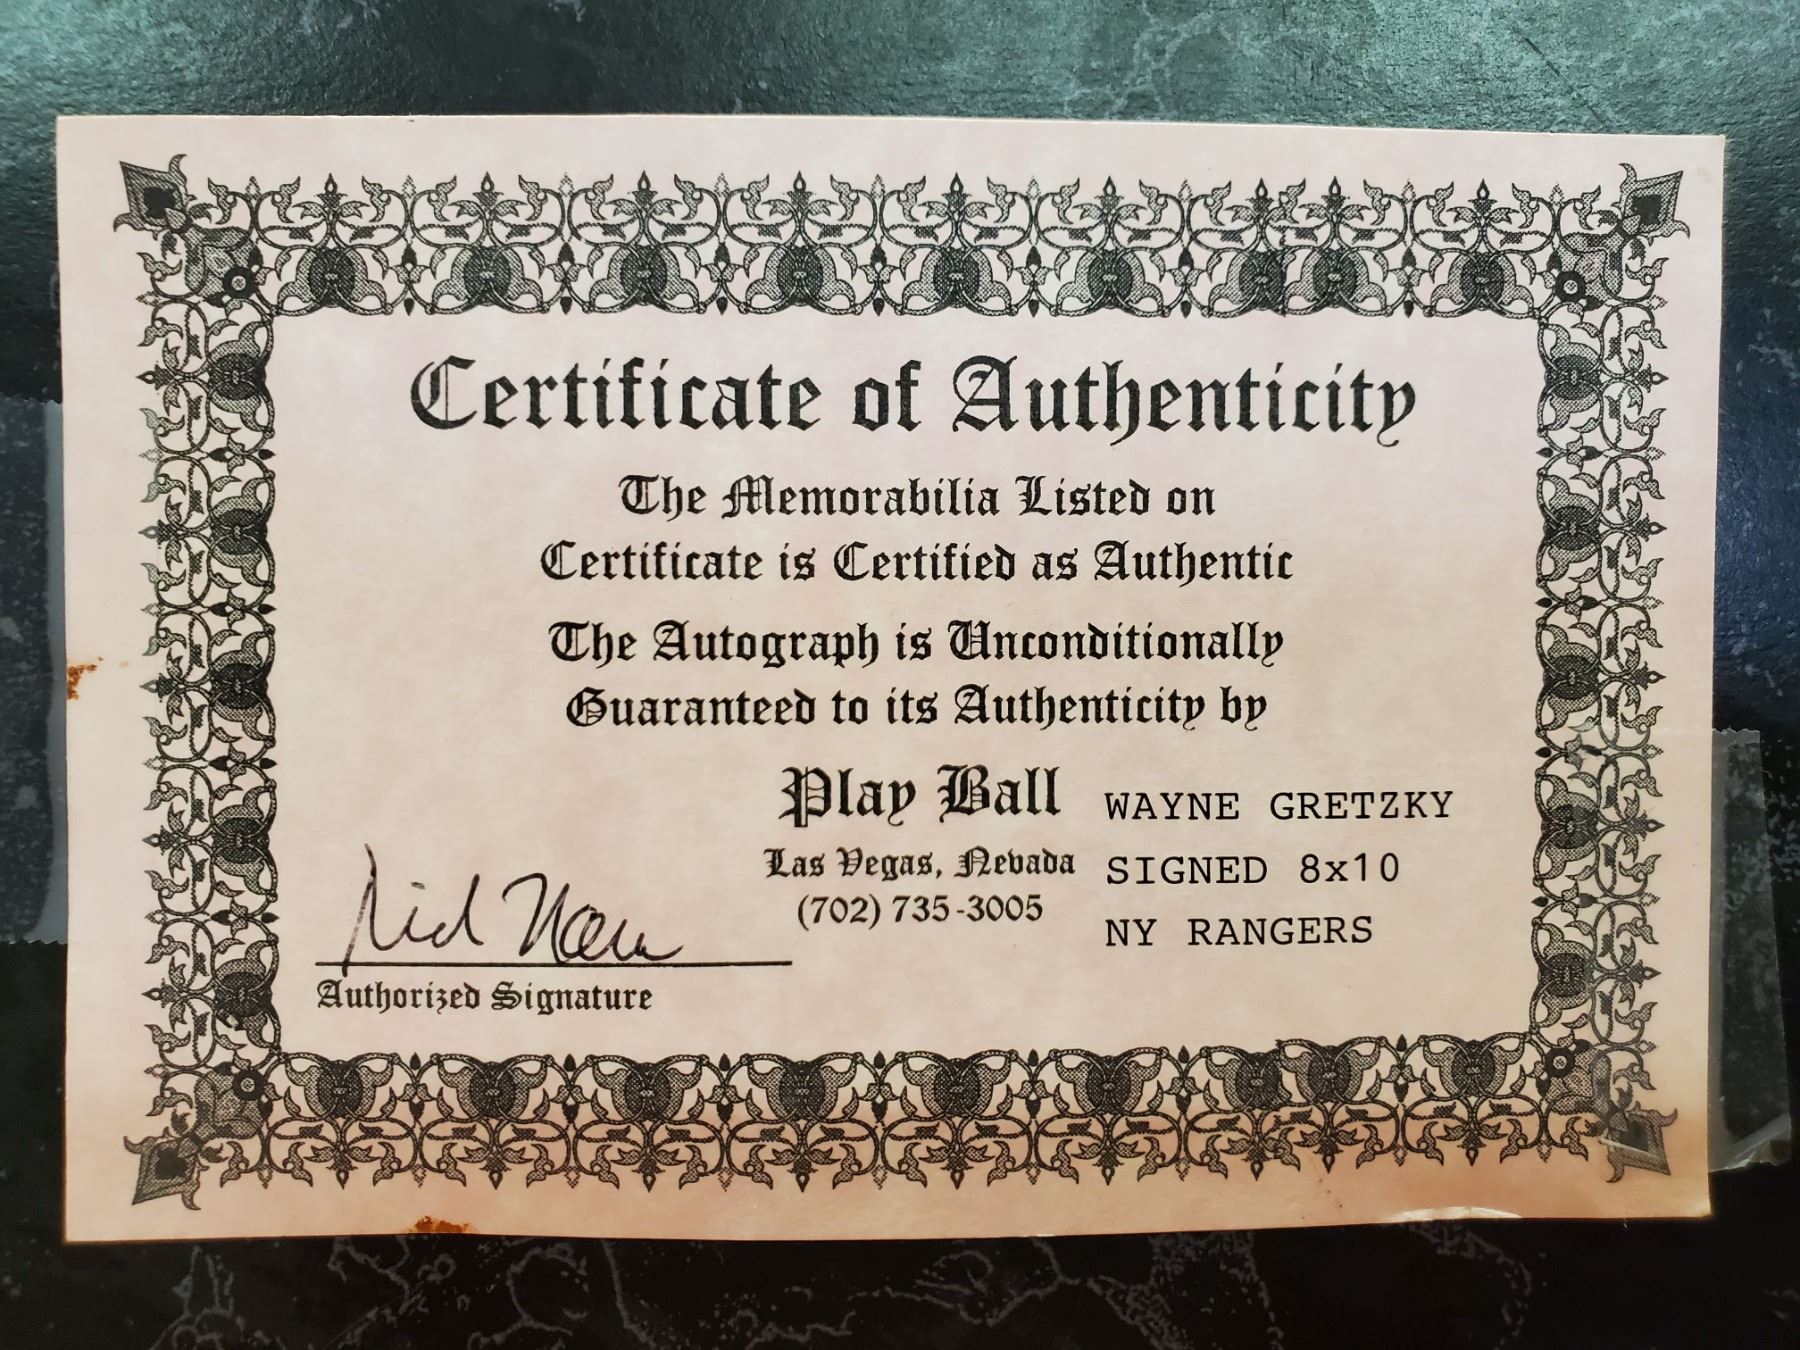 Certificate of Authenticity
The Memorabilia Listed on
Certificate is Certified as Authentic
The Autograph is Unconditionally
Guaranteed to its Authenticity by
Play Ball
Las Vegas, Nevada
(702) 735-3005
WAYNE GRETZKY
SIGNED 8x10
NY RANGERS
Authorized Signature